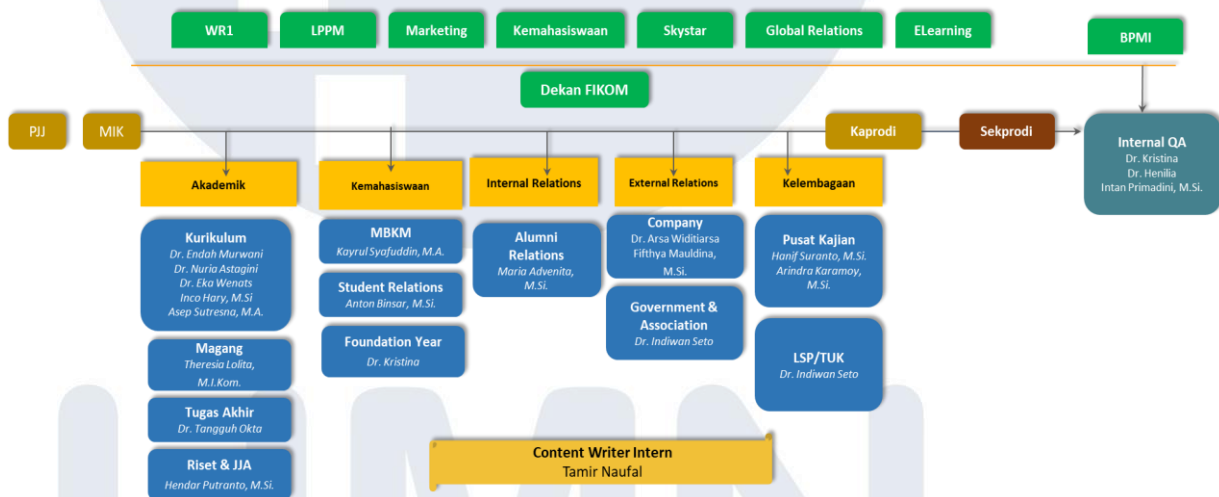 WR1
LPPM
Marketing
Kemahasiswaan
Skystar
Global Relations
ELearning
BPMI
Dekan FIKOM
PJJ
MIK
Kaprodi
Sekprodi
Internal QA
Dr. Kristina
Dr. Henilia
Intan Primadini, M.Si.
Akademik
Kemahasiswaan
Internal Relations
External Relations
Kelembagaan
Kurikulum
Dr. Endah Murwani
Dr. Nuria Astagini
Dr. Eka Wenats
Inco Hary, M.Si
Asep Sutresna, M.A.
Magang
Theresia Lolita,
M.I.Kom.
Tugas Akhir
Dr. Tangguh Okta
Riset & JJA
Hendar Putranto, M.Si.
MBKM
Kayrul Syafuddin, M.A.
Student Relations
Anton Binsar, M.Si.
Foundation Year
Dr. Kristina
Alumni
Relations
Maria Advenita,
M.Si.
Company
Dr. Arsa Widitiarsa
Fifthya Mauldina,
M.Si.
Government &
Association
Dr. Indiwan Seto
Pusat Kajian
Hanif Suranto, M.Si.
Arindra Karamoy,
M.Si.
LSP/TUK
Dr. Indiwan Seto
Content Writer Intern
Tamir Naufal